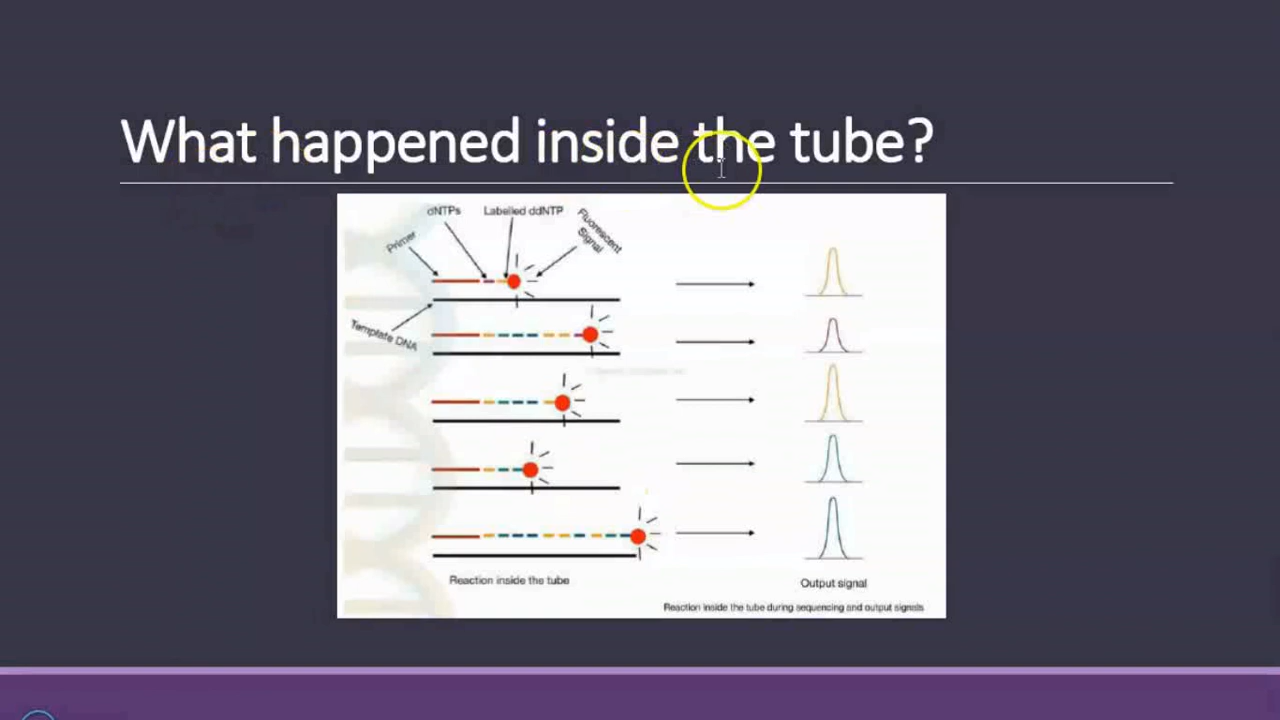 What happened inside the tube?
dNTPs
Labelled ddNTP
Fluorescent
Signal
Primer
Template DNA
Reaction inside the tube
Output signal
Reaction inside the tube during sequencing and output signals